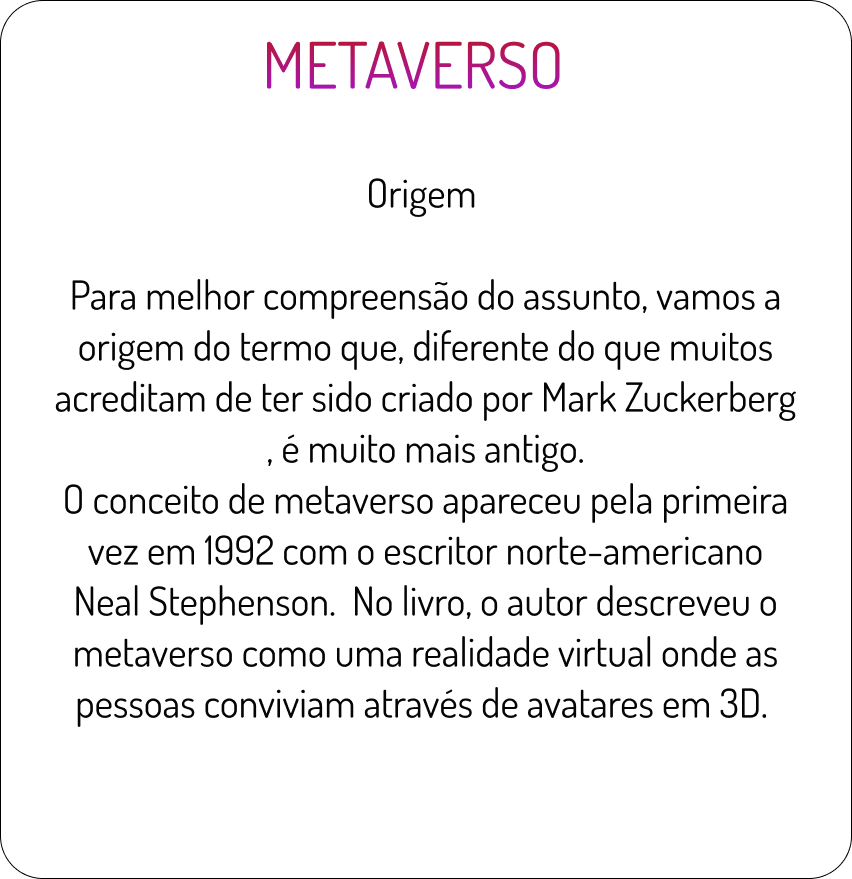 METAVERSO
Origem
Para melhor compreensão do assunto, vamos a
origem do termo que, diferente do que muitos
acreditam de ter sido criado por Mark Zuckerberg
, é muito mais antigo.
O conceito de metaverso apareceu pela primeira
vez em 1992 com o escritor norte-americano
Neal Stephenson.  No livro, o autor descreveu o
metaverso como uma realidade virtual onde as
pessoas conviviam através de avatares em 3D.